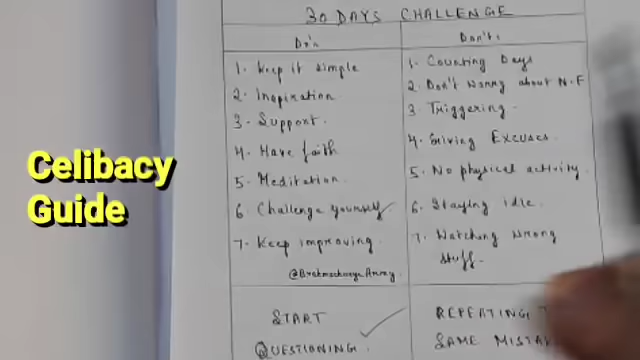 30 DAYS CHALLENGE
Do's
Don't's
1. Keep it simple
2. Inspiration
3. Support.
4. Have faith
5. Meditation.
6. Challenge yourself
7. Keep improving.
@Brahmacharya Army
START
QUESTIONING.
1. Counting Days
2. Don't worry about N.F
3. Triggering.
4. Giving Excuses.
5. No physical activity.
6. Staying idle.
7. Watching wrong
stuff.
REPEATING
SAME
Celibacy
Guide